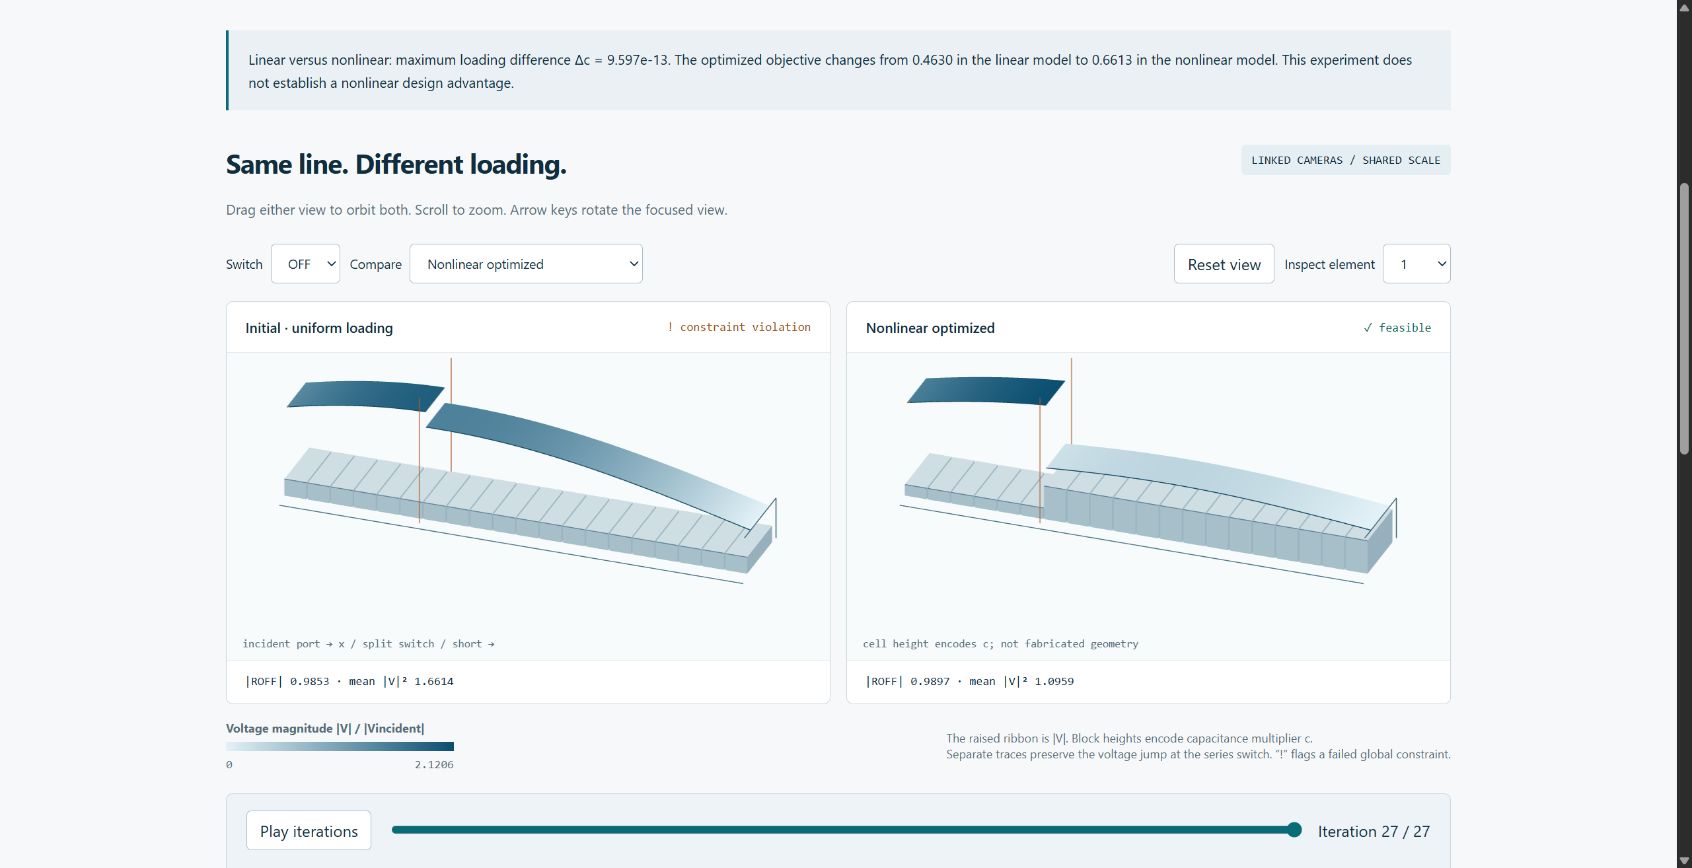 Linear versus nonlinear: maximum loading difference Δc = 9.597e-13. The optimized objective changes from 0.4630 in the linear model to 0.6613 in the nonlinear model. This experiment does
not establish a nonlinear design advantage.
Same line. Different loading.
LINKED CAMERAS / SHARED SCALE
Drag either view to orbit both. Scroll to zoom. Arrow keys rotate the focused view.
Switch OFF Compare Nonlinear optimized Reset view Inspect element 1
Initial · uniform loading
! constraint violation
incident port → x / split switch / short →
|ROFF| 0.9853 · mean |V|² 1.6614
Nonlinear optimized
✓ feasible
cell height encodes c; not fabricated geometry
|ROFF| 0.9897 · mean |V|² 1.0959
Voltage magnitude |V| / |Vincident|
0 2.1206
The raised ribbon is |V|. Block heights encode capacitance multiplier c.
Separate traces preserve the voltage jump at the series switch. "!" flags a failed global constraint.
Play iterations
Iteration 27 / 27